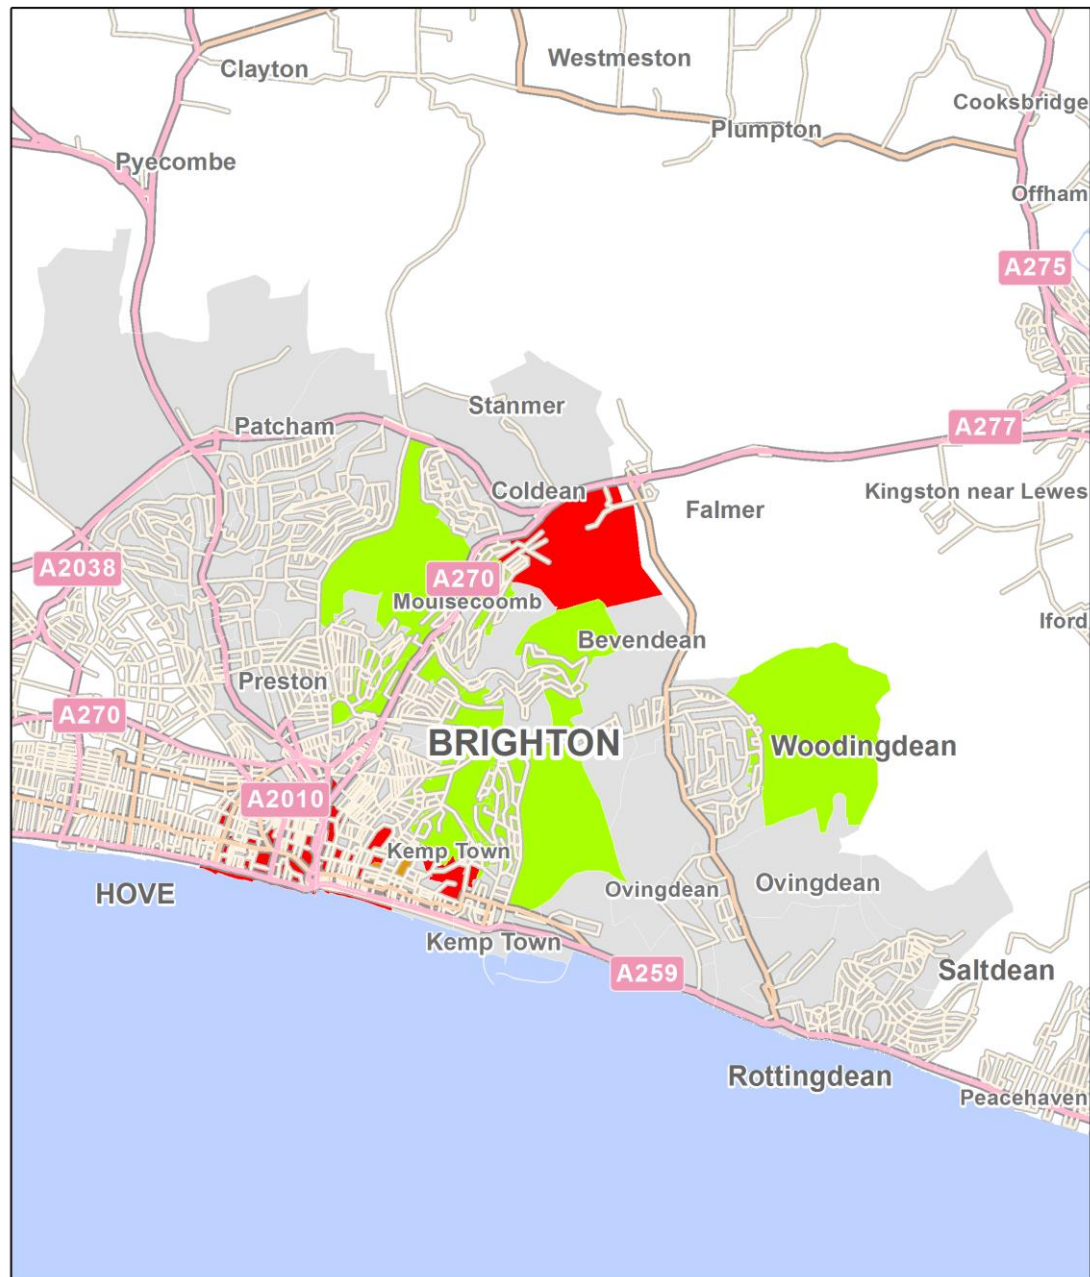 Westmeston
Clayton
Cooksbridge
Plumpton
Pyecombe
Offham
A275
Stanmer
Patcham
A277
Coldean
Kingston near Lewes
Falmer
A2038
A270
Moulsecoomb
Iford
Bevendean
Preston
A270
BRIGHTON
Woodingdean
A2010
Kemp Town
HOVE
Ovingdean
Ovingdean
Kemp Town
A259
Saltdean
Rottingdean
Peacehaven